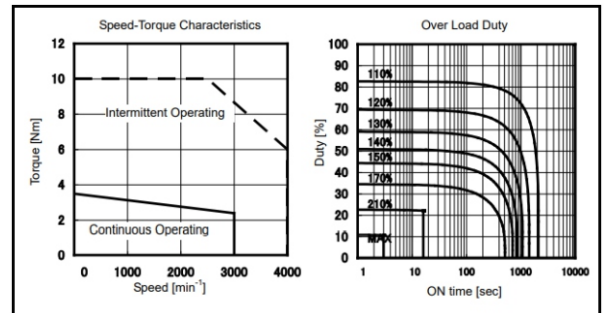 Speed-Torque Characteristics
12
10
8
6
4
2
0
Torque [Nm]
Intermittent Operating
Continuous Operating
0 1000 2000 3000 4000
Speed [min-1]
Over Load Duty
100
90
80
70
60
50
40
30
20
10
0
Duty [%]
110%
120%
130%
140%
150%
170%
210%
MAX
1 10 100 1000 10000
ON time [sec]